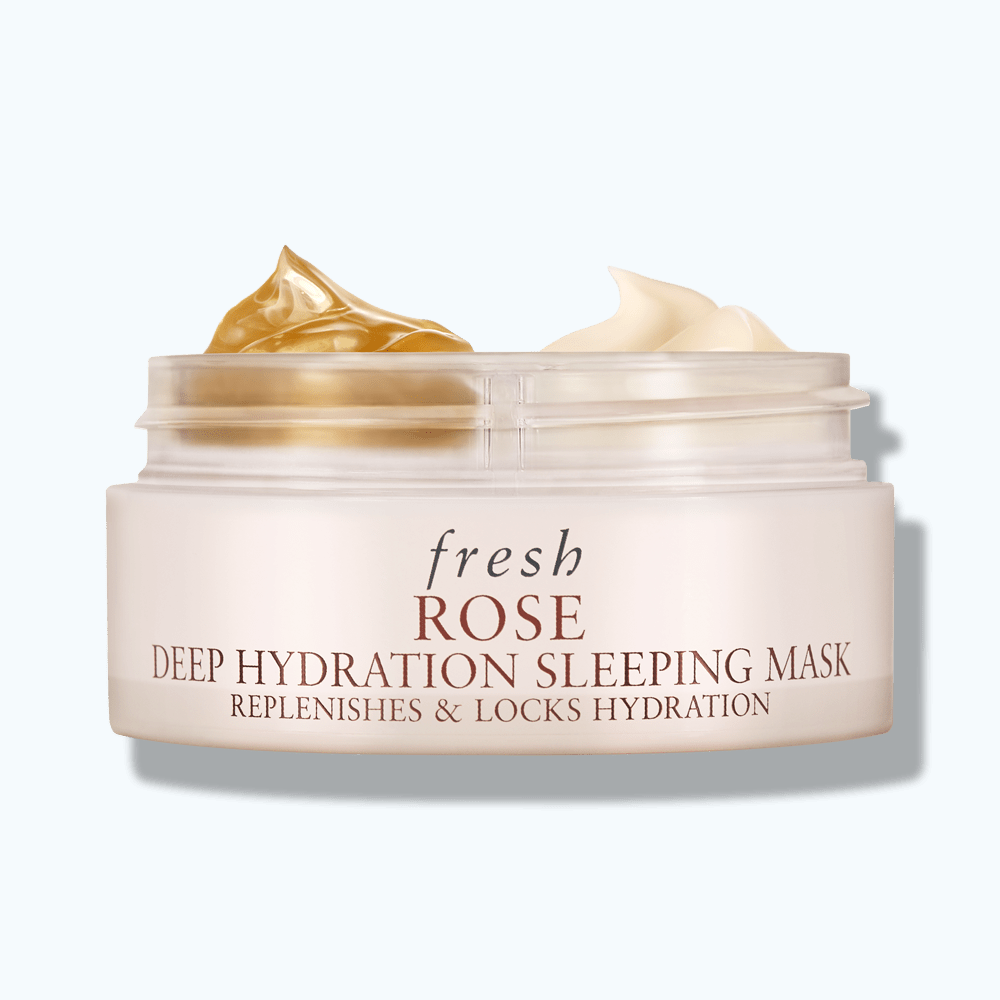 fresh
ROSE
DEEP HYDRATION SLEEPING MASK
REPLENISHES & LOCKS HYDRATION